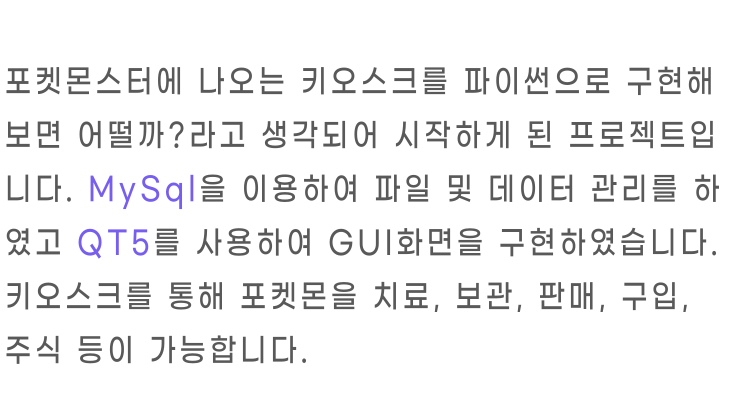 포켓몬스터에 나오는 키오스크를 파이썬으로 구현해
보면 어떨까?라고 생각되어 시작하게 된 프로젝트입
니다. MySql을 이용하여 파일 및 데이터 관리를 하
였고 QT5를 사용하여 GUI화면을 구현하였습니다.
키오스크를 통해 포켓몬을 치료, 보관, 판매, 구입,
주식 등이 가능합니다.